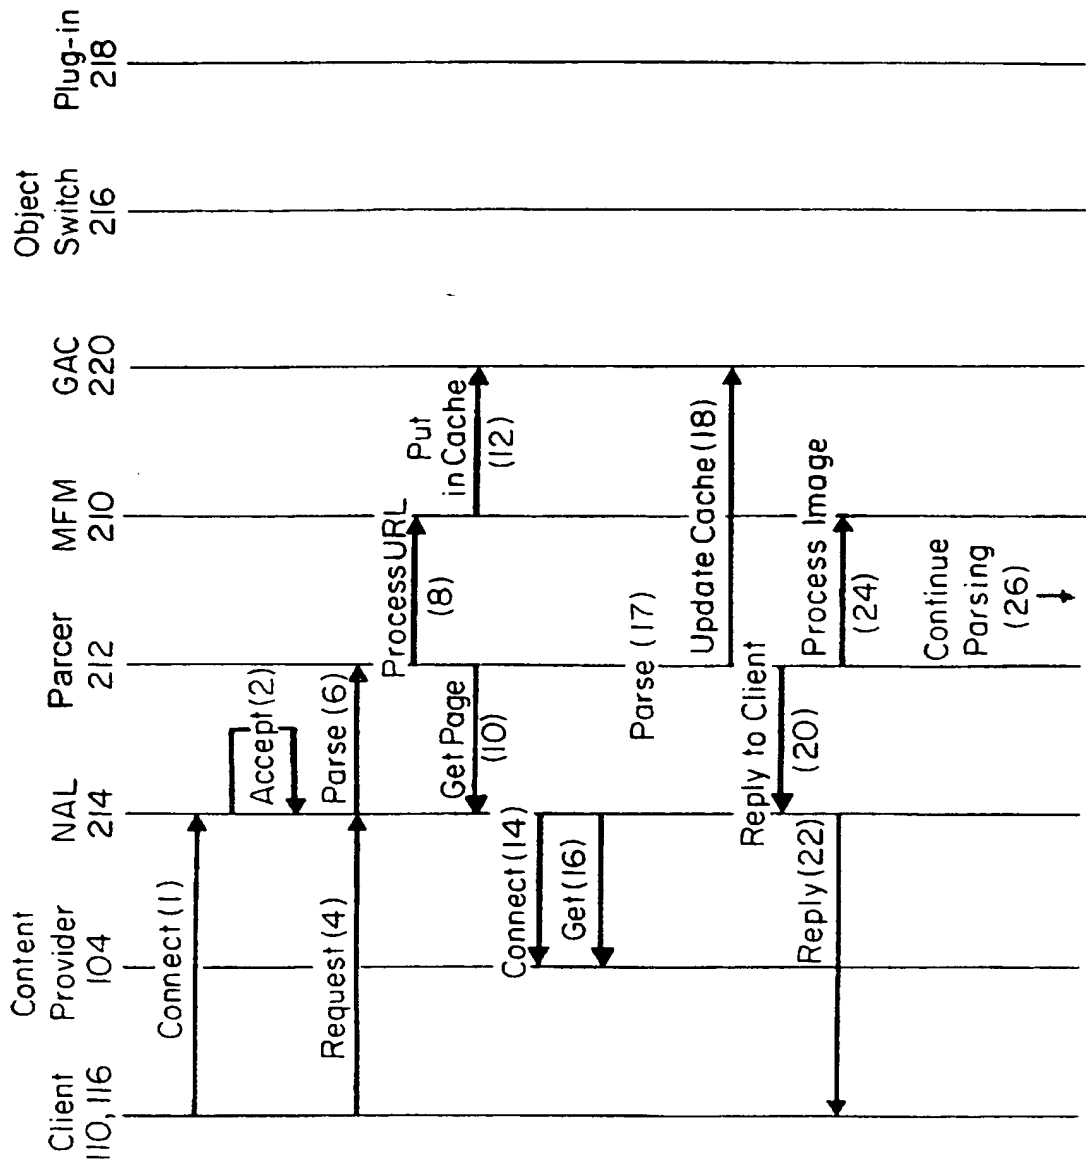 Client
110, 116
Content
Provider
104
NAL
214
Parcer
212
MFM
210
GAC
220
Object
Switch
216
Plug-in
218
Connect (1)
Accept (2)
Request (4)
Parse (6)
Process URL
(8)
Get Page
(10)
Put
in Cache
(12)
Connect (14)
Get (16)
Parse (17)
Update Cache (18)
Reply to Client
(20)
Reply (22)
Process Image
(24)
Continue
Parsing
(26)